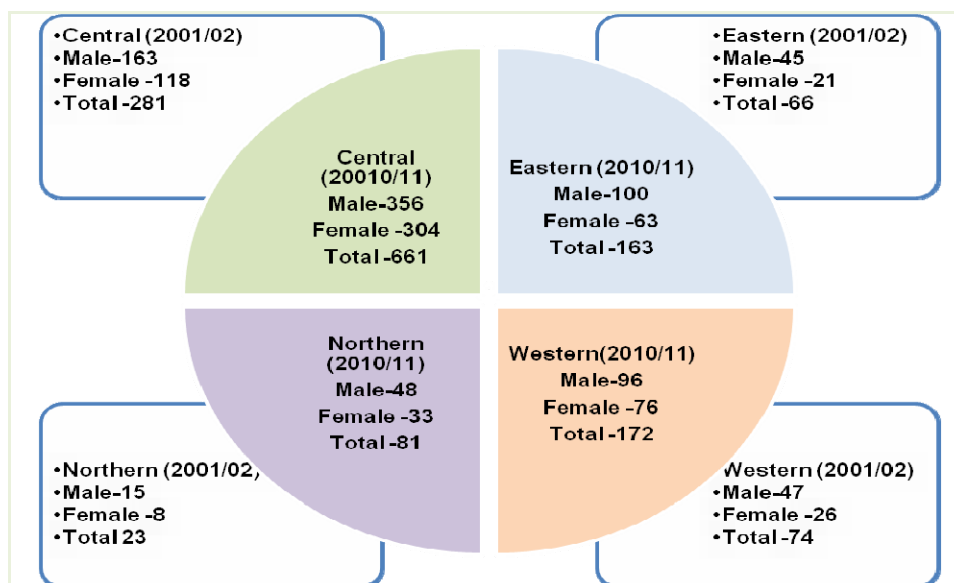 •Central (2001/02)
•Male-163
•Female -118
•Total -281
•Eastern (2001/02)
•Male-45
•Female -21
•Total -66
Central
(20010/11)
Male-356
Female -304
Total -661
Eastern (2010/11)
Male-100
Female -63
Total -163
Northern
(2010/11)
Male-48
Female -33
Total -81
Western(2010/11)
Male-96
Female -76
Total -172
•Northern (2001/02)
•Male-15
•Female -8
•Total 23
•Western (2001/02)
•Male-47
•Female -26
•Total -74